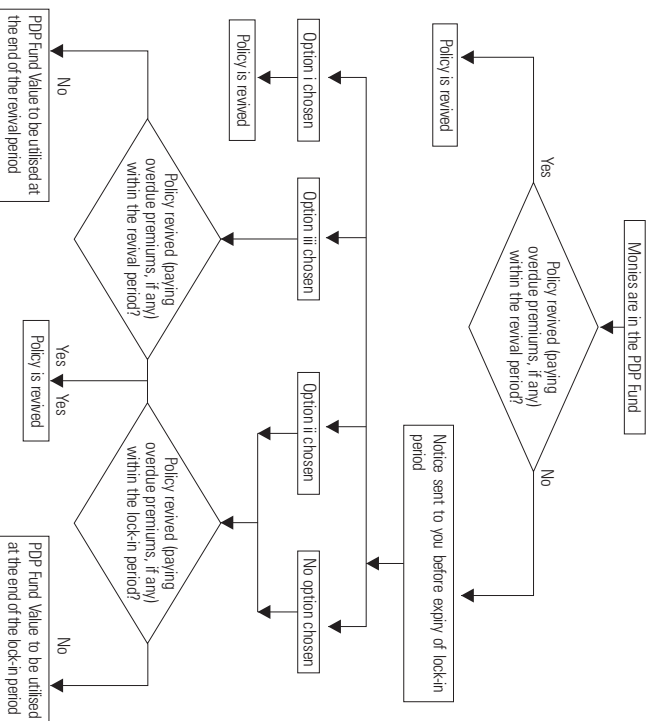 Monies are in the PDP Fund
Policy revived (paying
overdue premiums, if any)
within the revival period?
Yes
No
Policy is revived
Notice sent to you before expiry of lock-in
period
Option i chosen
Option iii chosen
Option ii chosen
No option chosen
Policy is revived
Policy revived (paying
overdue premiums, if any)
within the revival period?
Policy revived (paying
overdue premiums, if any)
within the lock-in period?
No
Yes
Yes
No
PDP Fund Value to be utilised at
the end of the revival period
Policy is revived
PDP Fund Value to be utilised
at the end of the lock-in period